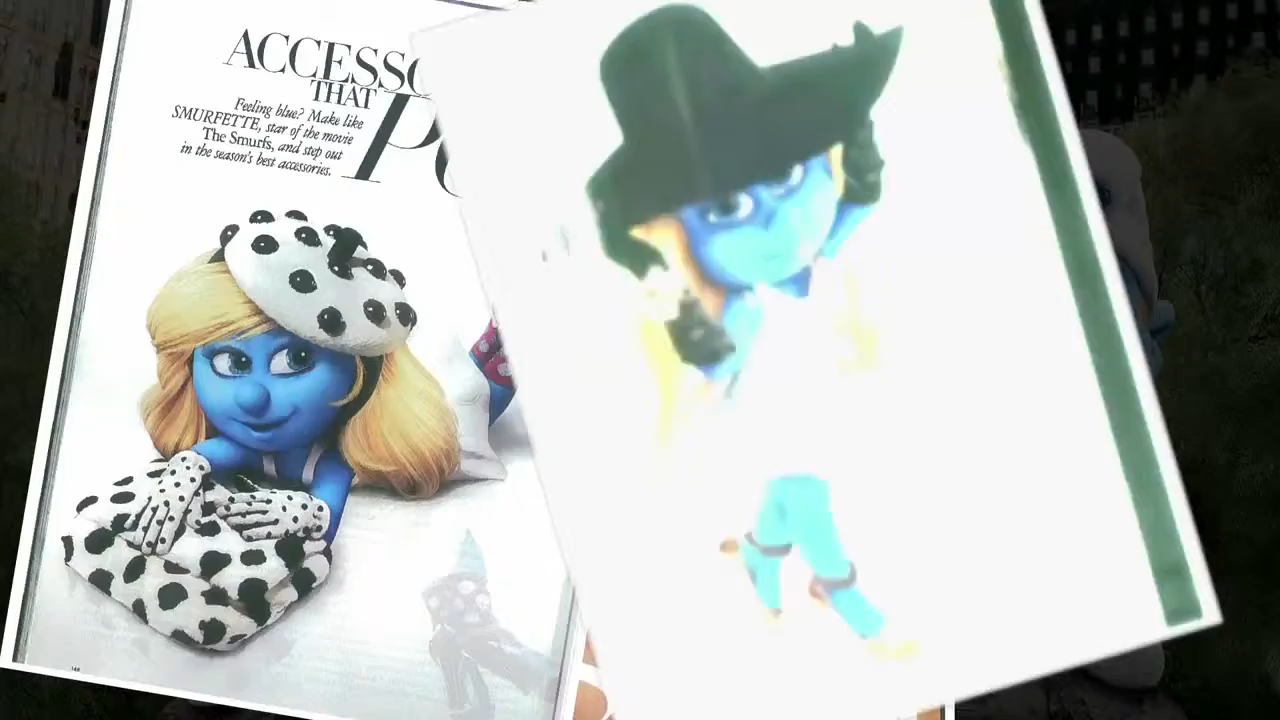 ACCESSO
THAT
Feeling blue? Make like
SMURFETTE, star of the movie
The Smurfs, and step out
in the season's best accessories.